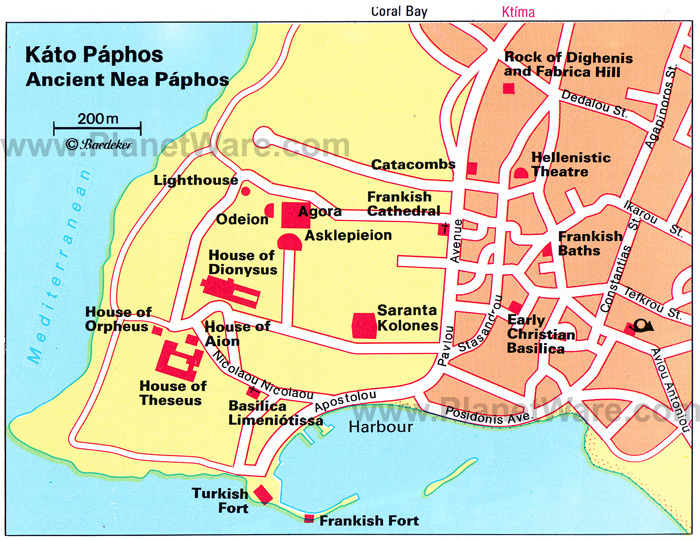 Coral Bay
Ktíma
Káto Páphos
Ancient Nea Páphos
200 m
© Baedeker
www.PlanetWare.com
Rock of Dighenis
and Fabrica Hill
Dedalou St.
Agapinoros St.
Catacombs
Hellenistic
Theatre
Lighthouse
Frankish
Cathedral
Odeion
Agora
Asklepieion
Ikarou St.
Avenue
Frankish
Baths
House of
Dionysus
Mediterranean
Constantias St.
Tefkrou St.
Saranta
Kolones
House of
Orpheus
House of
Aion
Stasandrou
Early
Christian
Basilica
Pavlou
Nicolaou Nicolaou
House of
Theseus
Apostolou
Basilica
Limeniótissa
Aviou Antoniou
www.PlanetWare.com
Posidonis Ave.
Harbour
Turkish
Fort
Frankish Fort